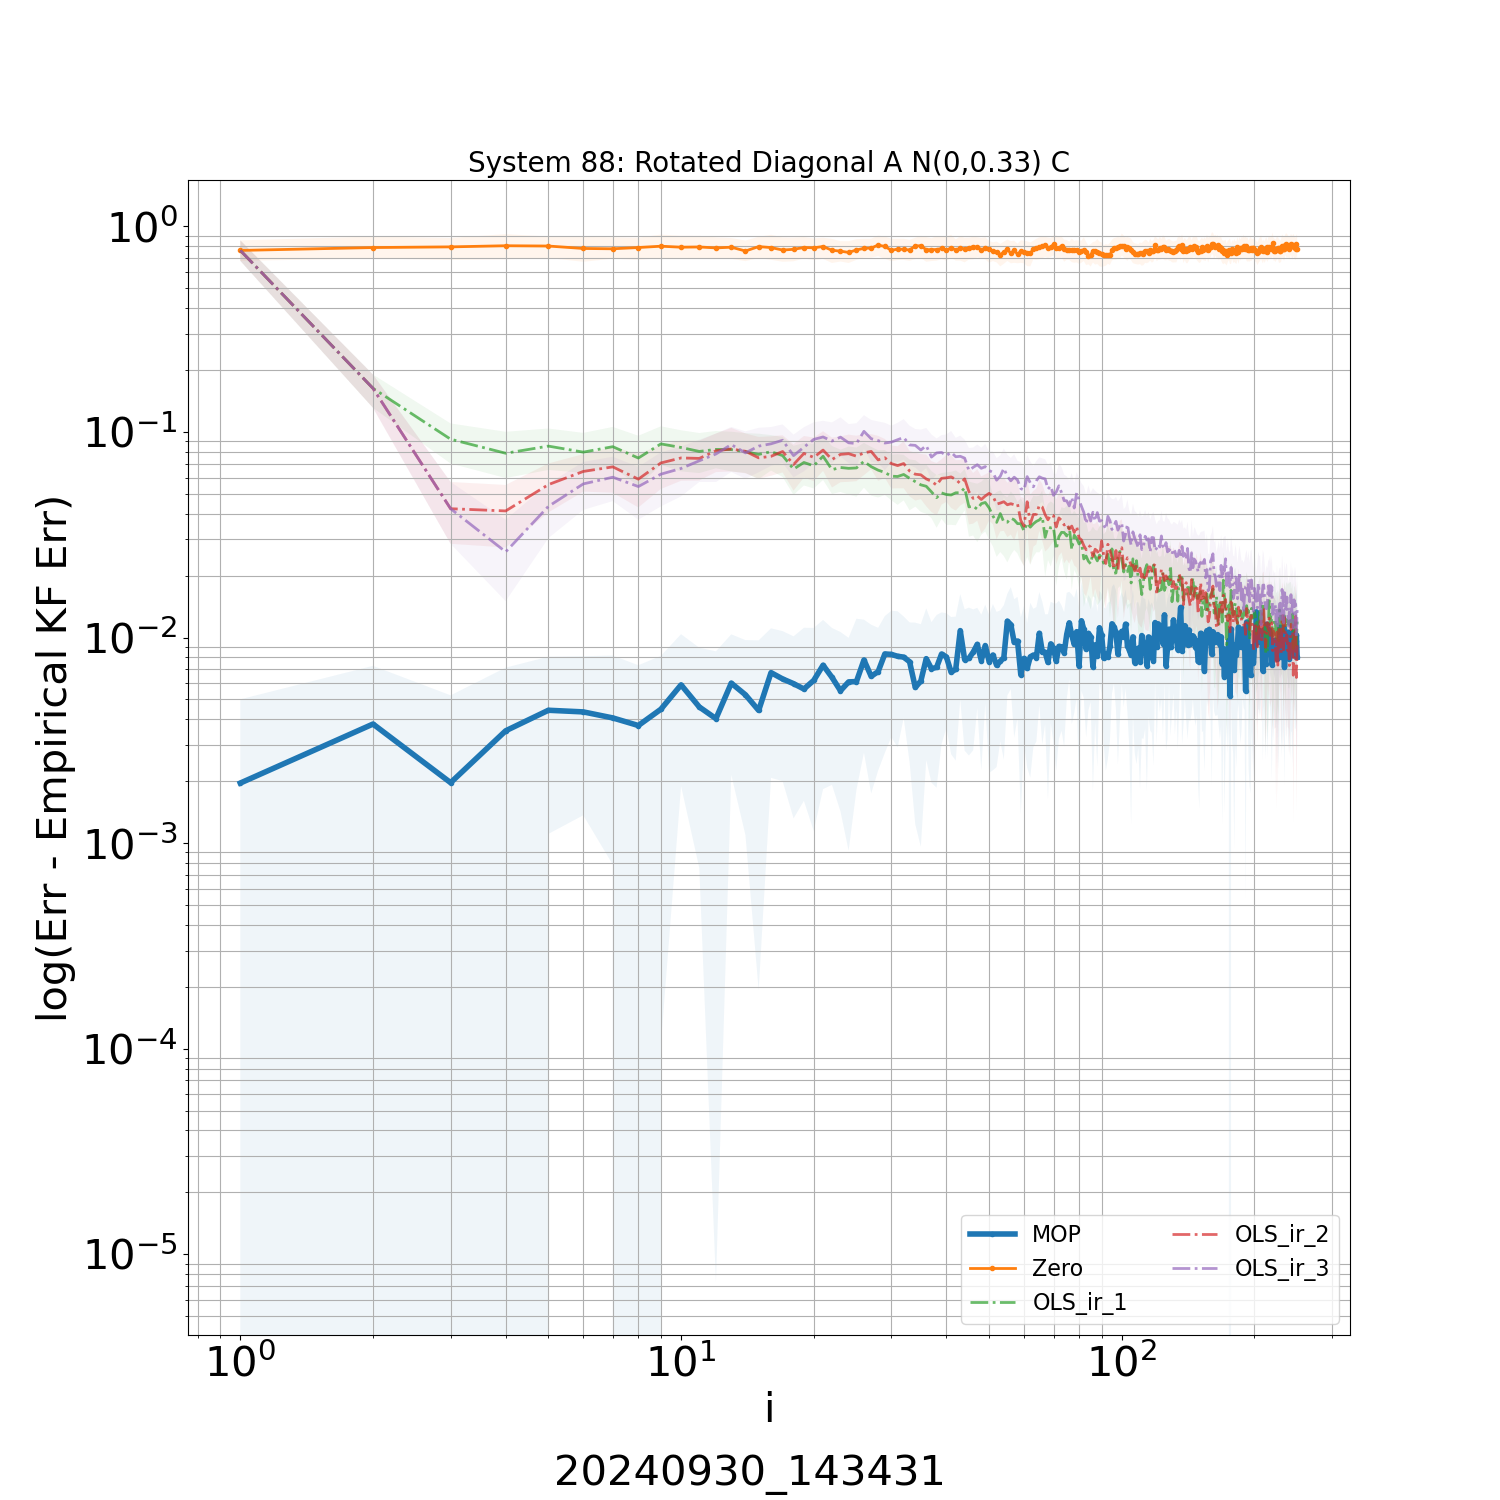 System 88: Rotated Diagonal A N(0,0.33) C
log(Err - Empirical KF Err)
10⁰
10⁻¹
10⁻²
10⁻³
10⁻⁴
10⁻⁵
MOP
Zero
OLS_ir_1
OLS_ir_2
OLS_ir_3
10⁰ 10¹ 10²
i
20240930_143431